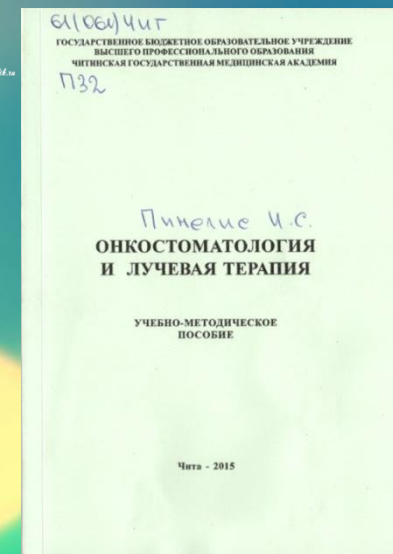 61(061)Чит
ГОСУДАРСТВЕННОЕ БЮДЖЕТНОЕ ОБРАЗОВАТЕЛЬНОЕ УЧРЕЖДЕНИЕ
ВЫСШЕГО ПРОФЕССИОНАЛЬНОГО ОБРАЗОВАНИЯ
ЧИТИНСКАЯ ГОСУДАРСТВЕННАЯ МЕДИЦИНСКАЯ АКАДЕМИЯ
П32
Пинелис И.С.
ОНКОСТОМАТОЛОГИЯ
И ЛУЧЕВАЯ ТЕРАПИЯ
УЧЕБНО-МЕТОДИЧЕСКОЕ
ПОСОБИЕ
Чита - 2015